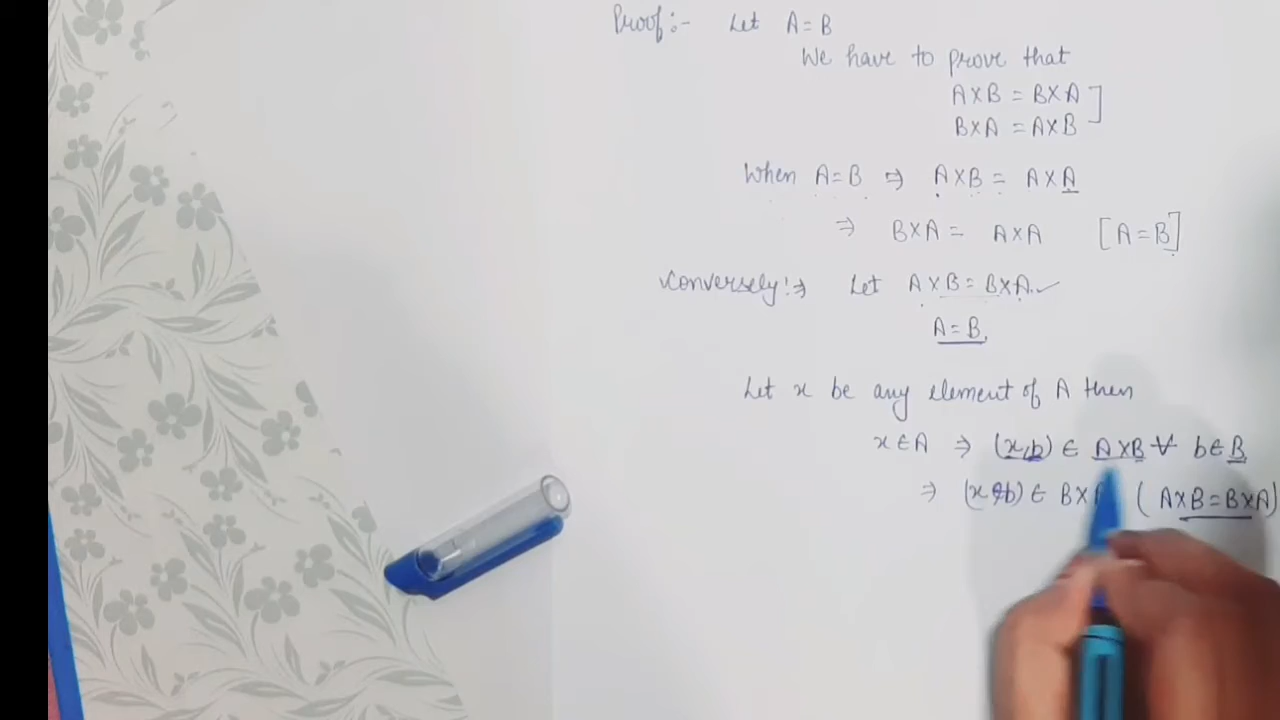 Proof:- Let A=B
We have to prove that
A×B = B×A ]
B×A = A×B
When A=B ⇒ A×B = A×A
⇒ B×A = A×A [A=B]
Conversely:⇒ Let A×B = B×A ✓
A=B
Let x be any element of A then
x∈A ⇒ (x,b) ∈ A×B ∀ b∈B
⇒ (x,b) ∈ B× (A×B=B×A)